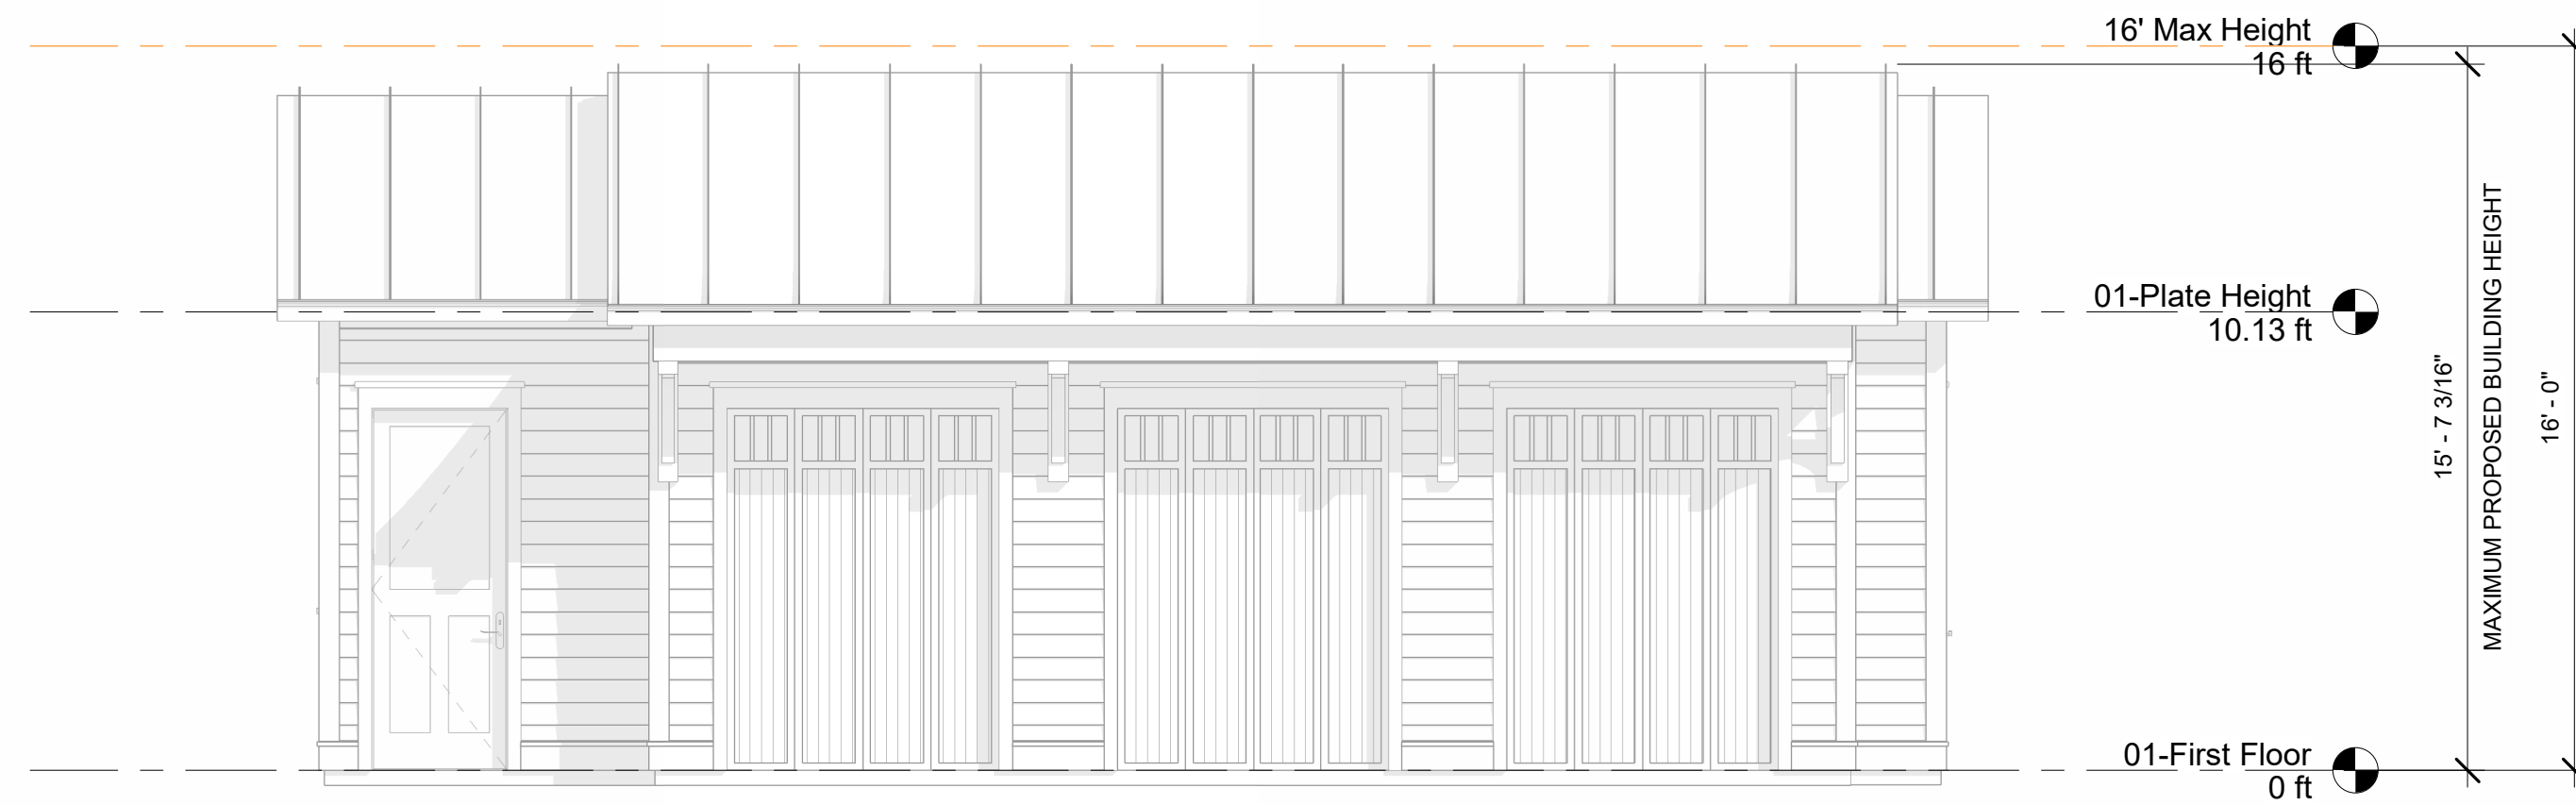 16' Max Height
16 ft
01-Plate Height
10.13 ft
15' - 7 3/16"
MAXIMUM PROPOSED BUILDING HEIGHT
16' - 0"
01-First Floor
0 ft